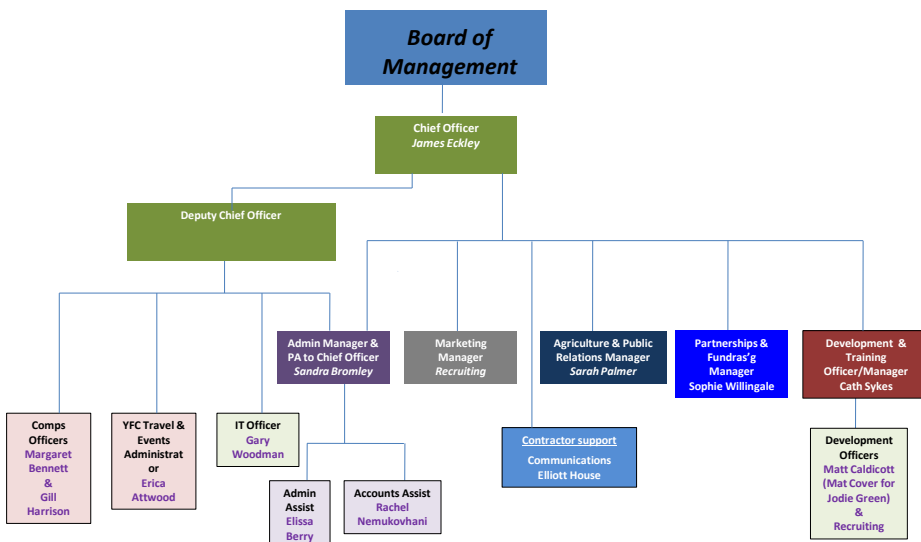 Board of
Management
Chief Officer
James Eckley
Deputy Chief Officer
Admin Manager &
PA to Chief Officer
Sandra Bromley
Marketing
Manager
Recruiting
Agriculture & Public
Relations Manager
Sarah Palmer
Partnerships &
Fundras'g
Manager
Sophie Willingale
Development &
Training
Officer/Manager
Cath Sykes
Comps
Officers
Margaret
Bennett
&
Gill
Harrison
YFC Travel &
Events
Administrat
or
Erica
Attwood
IT Officer
Gary
Woodman
Admin
Assist
Elissa
Berry
Accounts Assist
Rachel
Nemukovhani
Contractor support
Communications
Elliott House
Development
Officers
Matt Caldicott
(Mat Cover for
Jodie Green)
&
Recruiting